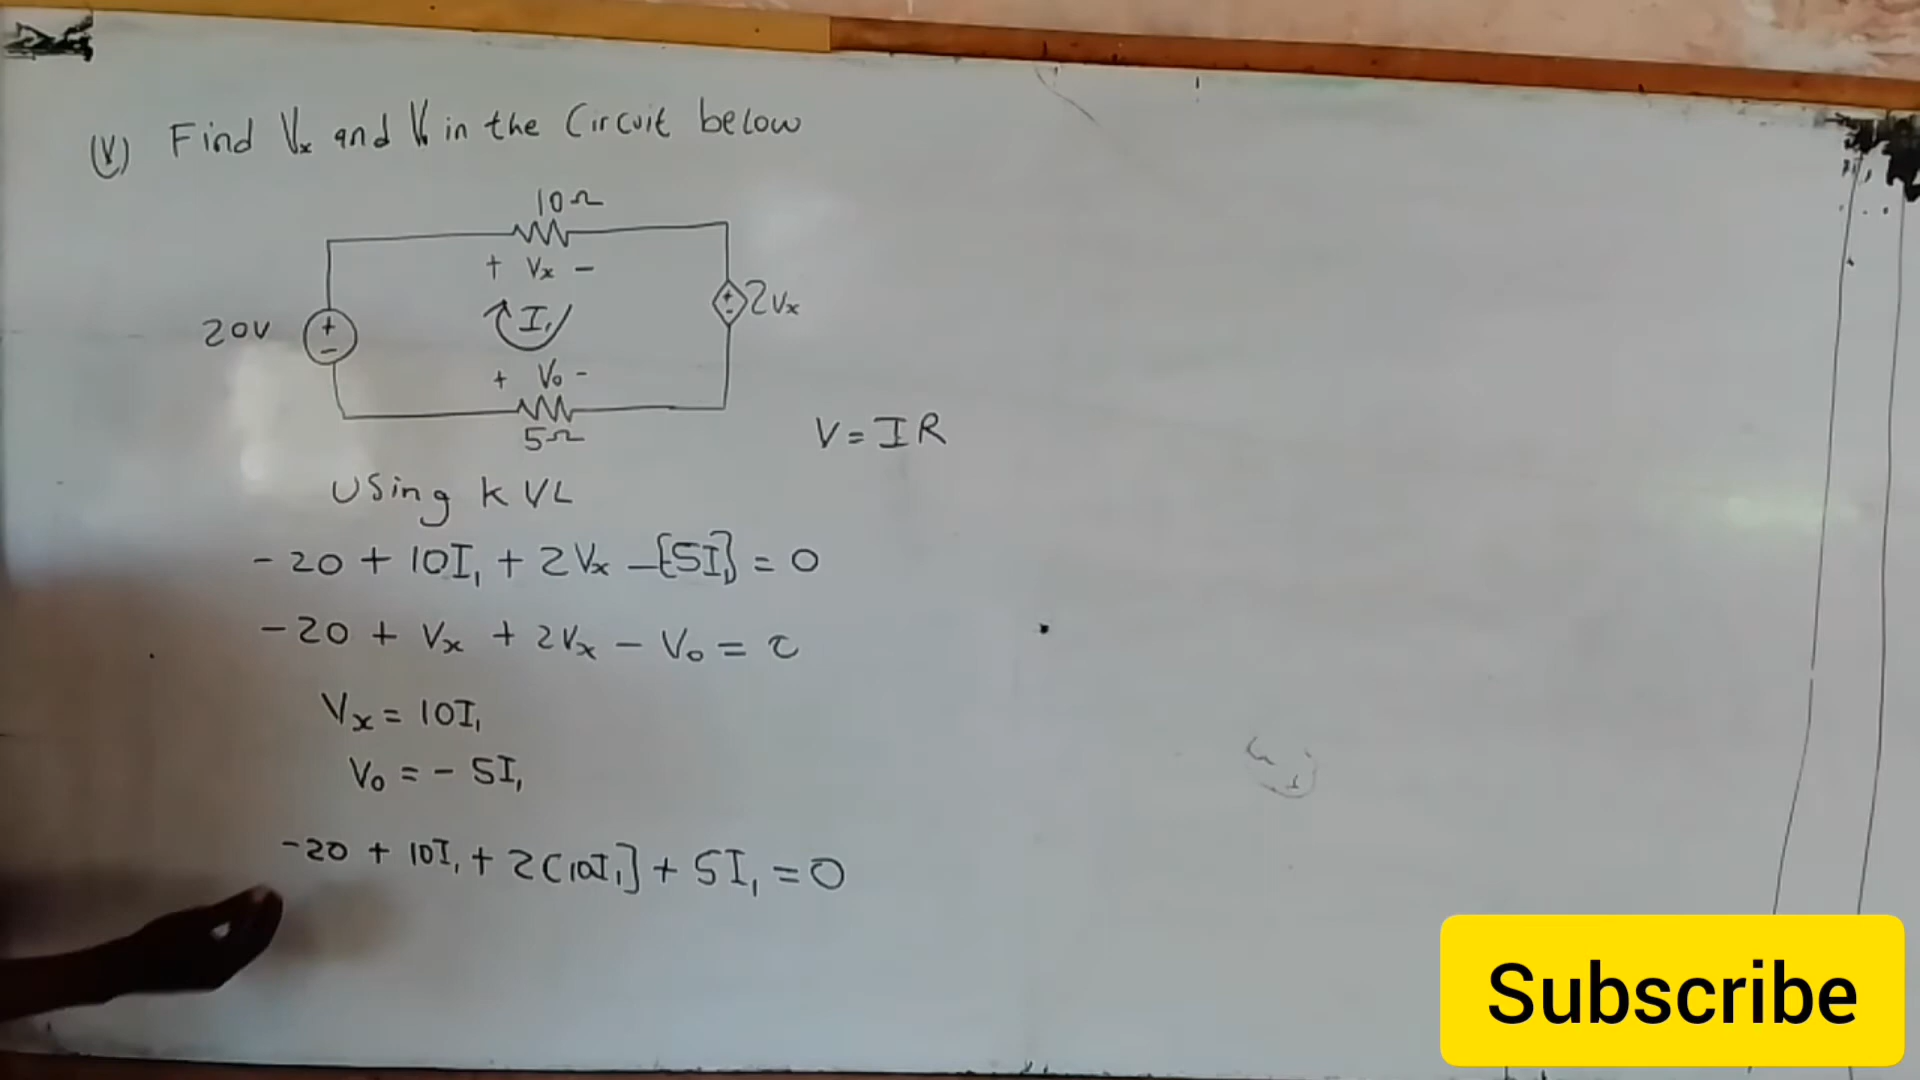 (V) Find Vx and V₀ in the Circuit below
10Ω
+ Vx -
20V
+
-
I₁
+
-
2Vx
+ V₀ -
5Ω
V = IR
Using KVL
-20 + 10I₁ + 2Vx -{5I₁} = 0
-20 + Vx + 2Vx - V₀ = 0
Vx = 10I₁
V₀ = - 5I₁
-20 + 10I₁ + 2(10I₁] + 5I₁ = 0
Subscribe